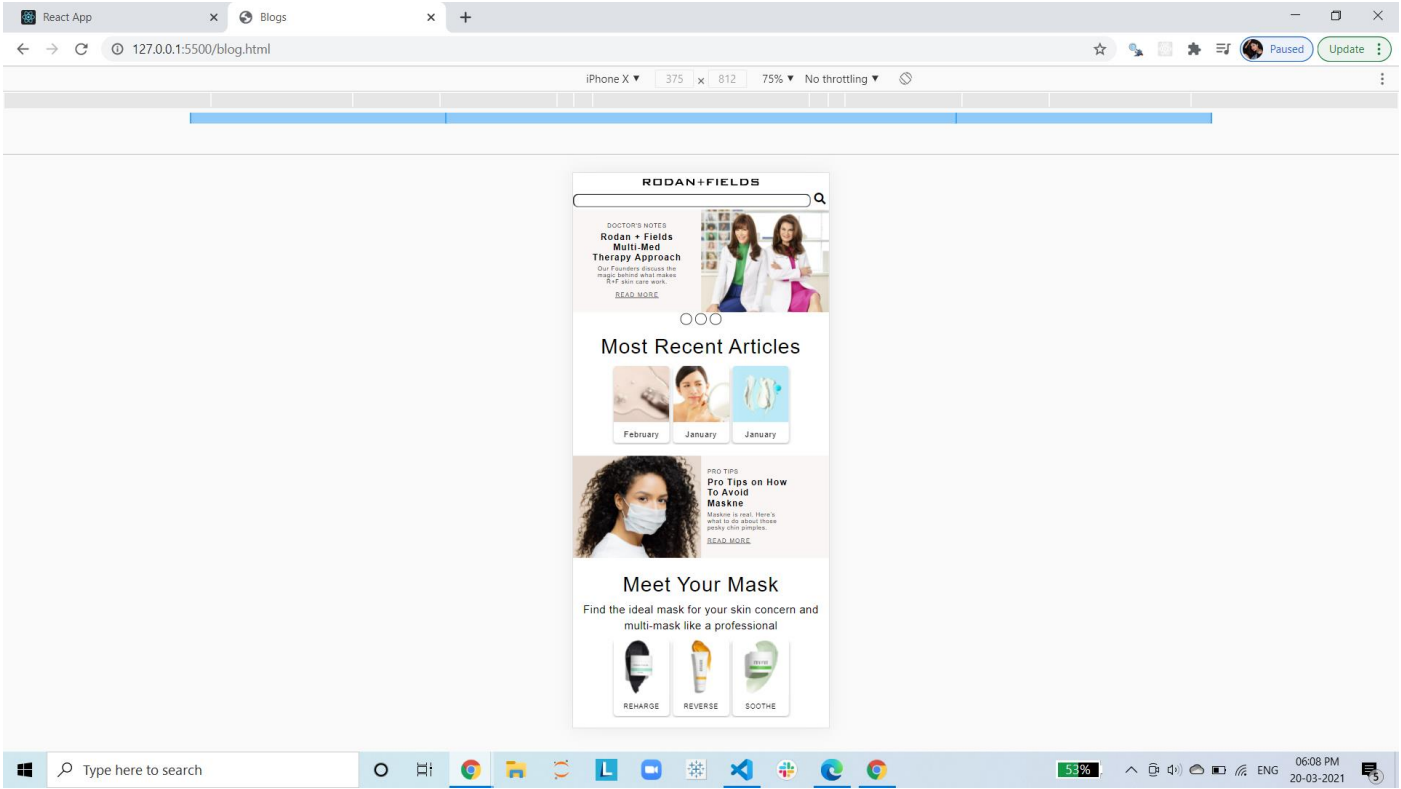 React App
Blogs
127.0.0.1:5500/blog.html
Paused
Update
iPhone X ▼ 375 x 812 75% ▼ No throttling ▼
RODAN+FIELDS
DOCTOR'S NOTES
Rodan + Fields
Multi-Med
Therapy Approach
Our Founders discuss the
magic behind what makes
R+F skin care work.
READ MORE
Most Recent Articles
February January January
PRO TIPS
Pro Tips on How
To Avoid
Maskne
Maskne is real. Here's
what to do about those
pesky chin pimples.
READ MORE
Meet Your Mask
Find the ideal mask for your skin concern and
multi-mask like a professional
REHARGE REVERSE SOOTHE
Type here to search
53%
ENG
06:08 PM
20-03-2021
5